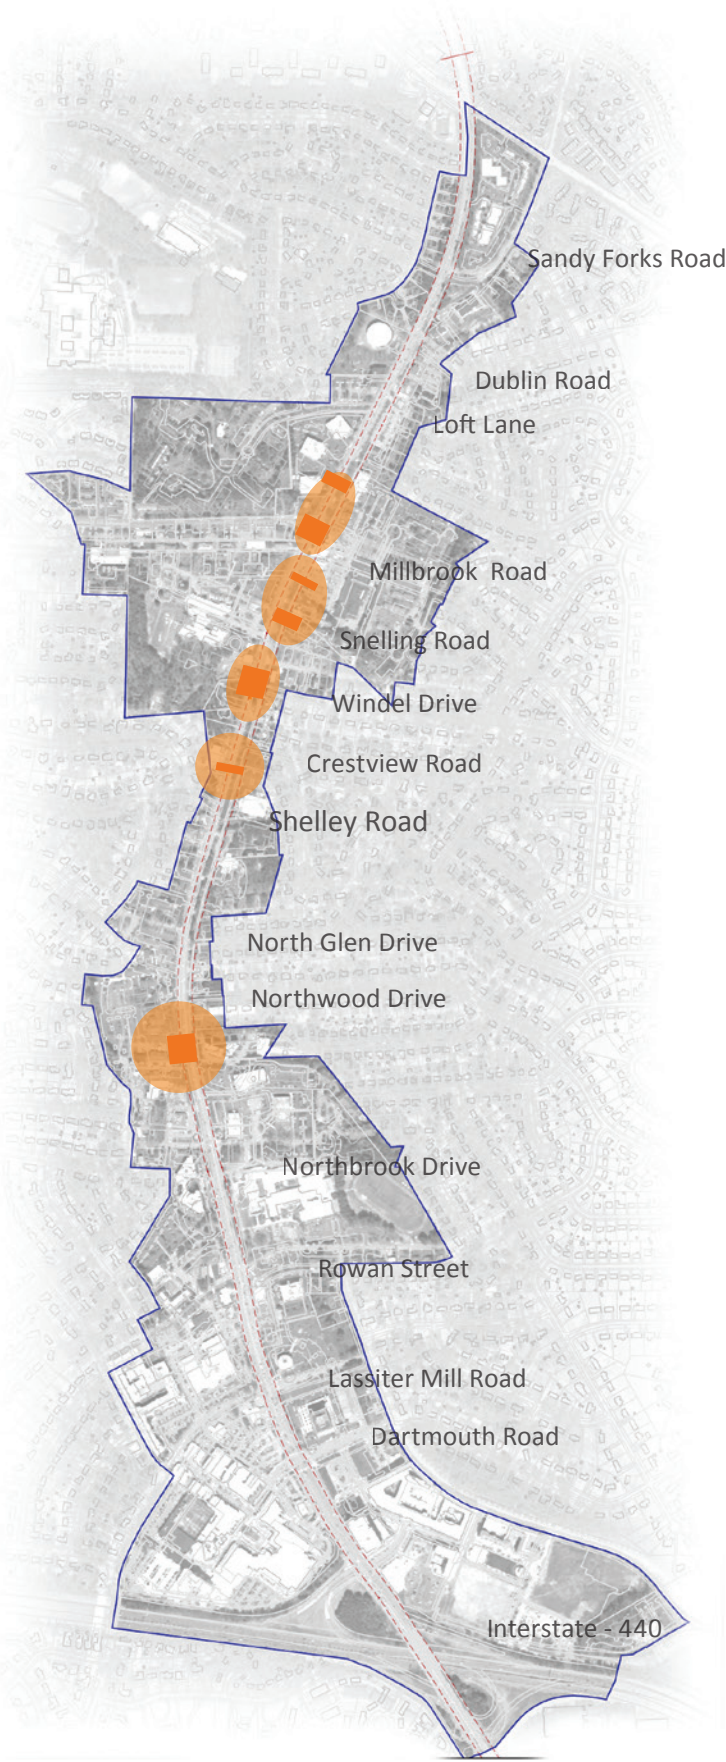 Sandy Forks Road
Dublin Road
Loft Lane
Millbrook Road
Snelling Road
Windel Drive
Crestview Road
Shelley Road
North Glen Drive
Northwood Drive
Northbrook Drive
Rowan Street
Lassiter Mill Road
Dartmouth Road
Interstate - 440